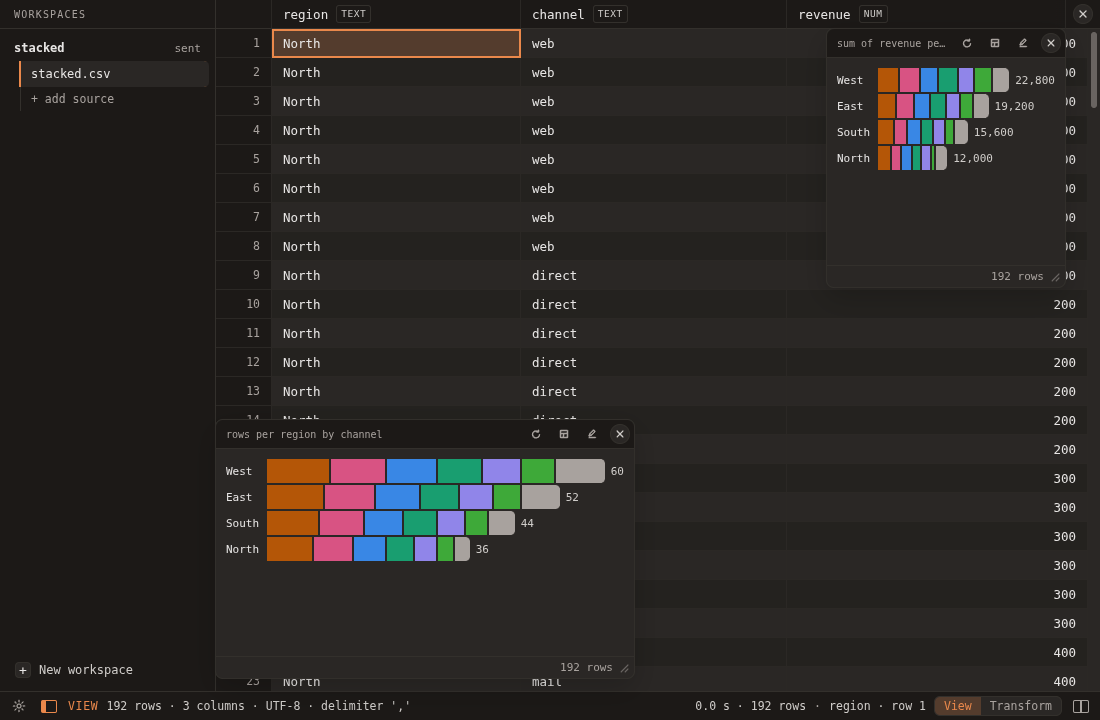 WORKSPACES
stacked sent
stacked.csv
+ add source
+ New workspace
region TEXT channel TEXT revenue NUM
1 North web
2 North web
3 North web
4 North web
5 North web
6 North web
7 North web
8 North web
9 North direct
10 North direct 200
11 North direct 200
12 North direct 200
13 North direct 200
14 North direct 200
200
300
300
300
300
300
300
400
23 North mail 400
sum of revenue pe…
West 22,800
East 19,200
South 15,600
North 12,000
192 rows
rows per region by channel
West 60
East 52
South 44
North 36
192 rows
VIEW 192 rows · 3 columns · UTF-8 · delimiter ','
0.0 s · 192 rows · region · row 1 View Transform